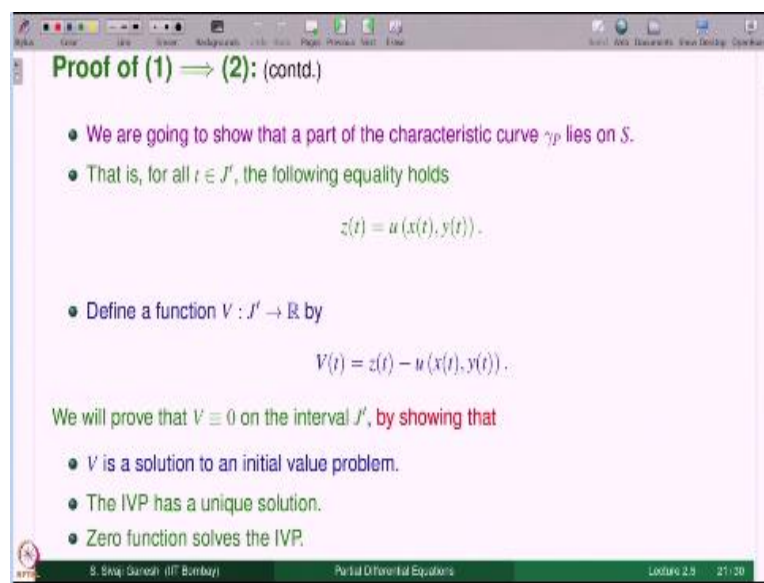 Proof of (1) ⟹ (2): (contd.)
• We are going to show that a part of the characteristic curve γ_P lies on S.
• That is, for all t ∈ J′, the following equality holds
z(t) = u (x(t), y(t)) .
• Define a function V : J′ → ℝ by
V(t) = z(t) − u (x(t), y(t)) .
We will prove that V ≡ 0 on the interval J′, by showing that
• V is a solution to an initial value problem.
• The IVP has a unique solution.
• Zero function solves the IVP.
S. Sivaji Ganesh (IIT Bombay) Partial Differential Equations Lecture 2.5 21/30